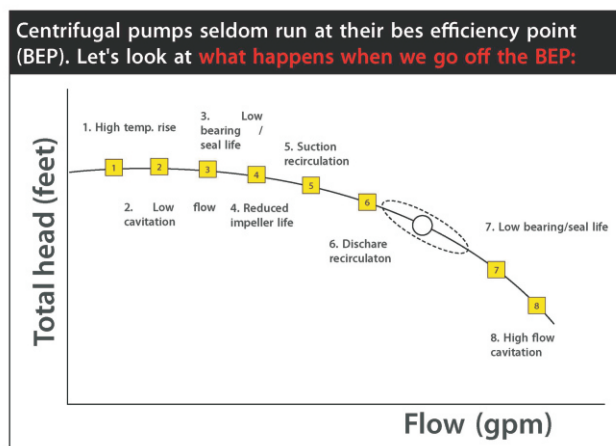 Centrifugal pumps seldom run at their bes efficiency point
(BEP). Let's look at what happens when we go off the BEP:
Total head (feet)
1. High temp. rise
3. Low
bearing /
seal life
5. Suction
recirculation
1
2
3
4
5
6
2. Low flow
cavitation
4. Reduced
impeller life
6. Dischare
recirculaton
7. Low bearing/seal life
7
8
8. High flow
cavitation
Flow (gpm)